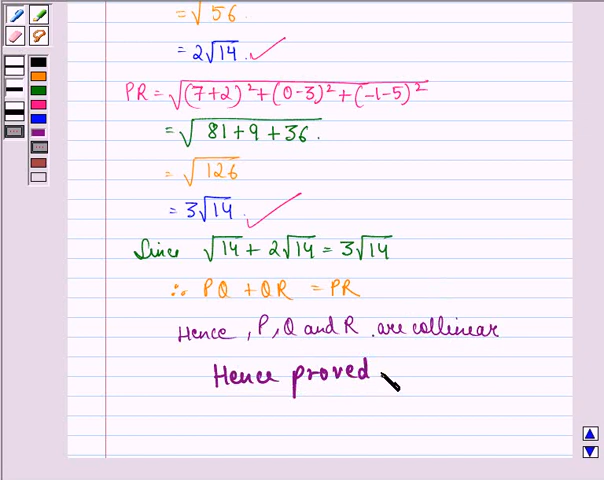 = √56.
= 2√14.
PR = √(7+2)²+(0-3)²+(-1-5)²
= √81+9+36.
= √126
= 3√14.
Since √14 + 2√14 = 3√14
∴ PQ + QR = PR
Hence, P, Q and R are collinear
Hence proved